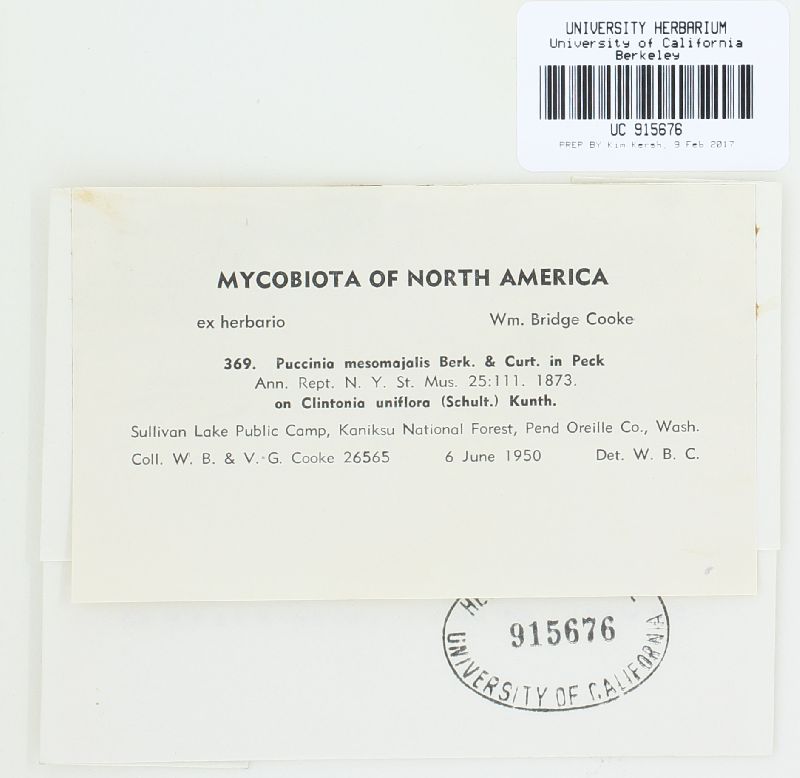 UNIVERSITY HERBARIUM
University of California
Berkeley
UC 915676
PREP BY Kim Kersh, 9 Feb 2017
MYCOBIOTA OF NORTH AMERICA
ex herbario Wm. Bridge Cooke
369. Puccinia mesomajalis Berk. & Curt. in Peck
Ann. Rept. N. Y. St. Mus. 25:111. 1873.
on Clintonia uniflora (Schult.) Kunth.
Sullivan Lake Public Camp, Kaniksu National Forest, Pend Oreille Co., Wash.
Coll. W. B. & V. G. Cooke 26565 6 June 1950 Det. W. B. C.
915676
UNIVERSITY OF CALIFORNIA